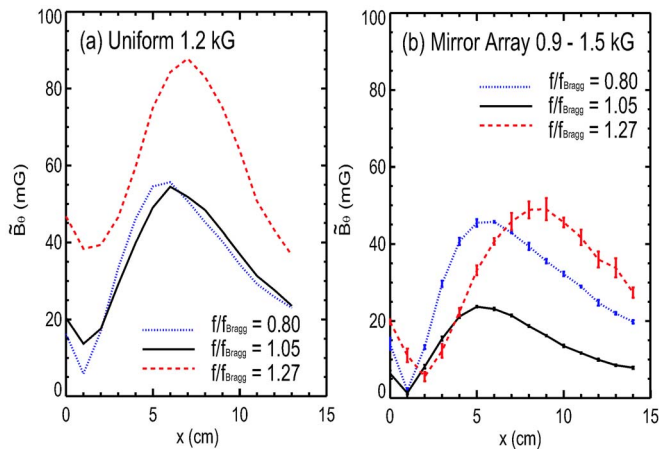 (a) Uniform 1.2 kG
B̃θ (mG)
100
80
60
40
20
0
f/fBragg = 0.80
f/fBragg = 1.05
f/fBragg = 1.27
0 5 10 15
x (cm)
(b) Mirror Array 0.9 - 1.5 kG
f/fBragg = 0.80
f/fBragg = 1.05
f/fBragg = 1.27
B̃θ (mG)
100
80
60
40
20
0
0 5 10 15
x (cm)